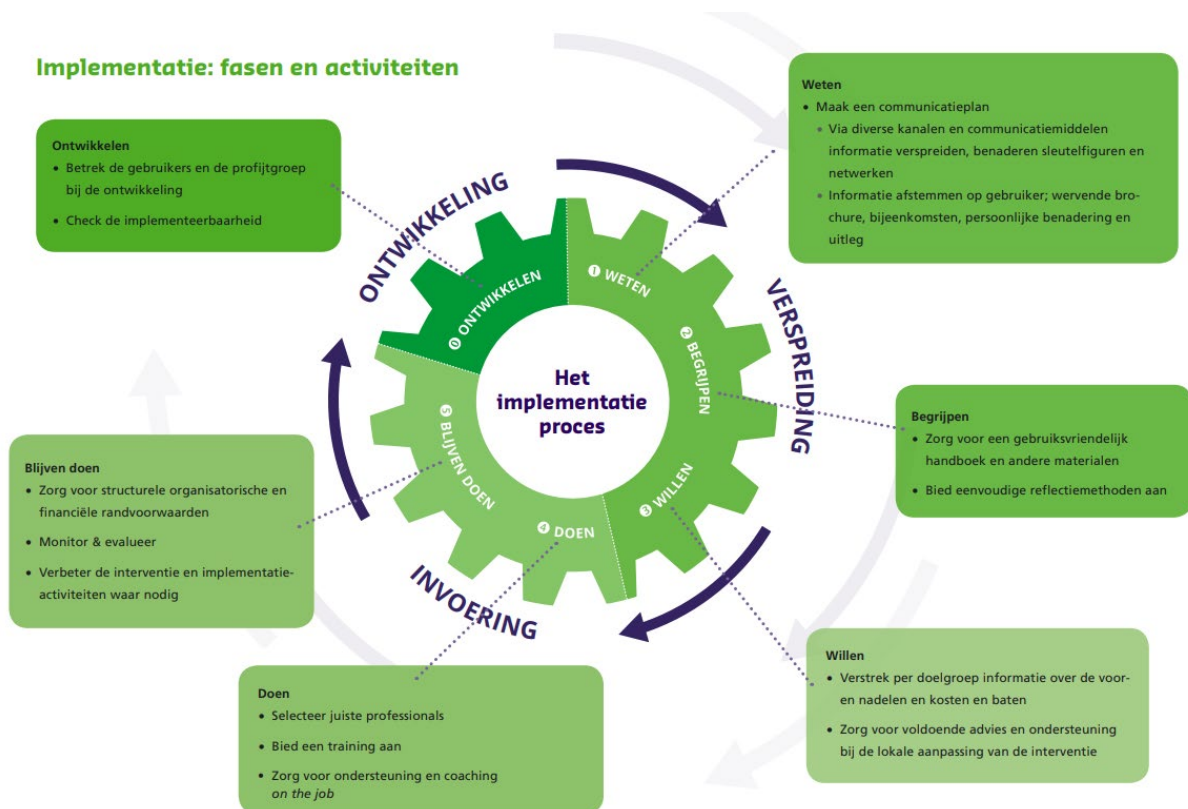 Implementatie: fasen en activiteiten
Ontwikkelen
• Betrek de gebruikers en de profijtgroep
bij de ontwikkeling
• Check de implementeerbaarheid
Weten
• Maak een communicatieplan
• Via diverse kanalen en communicatiemiddelen
informatie verspreiden, benaderen sleutelfiguren en
netwerken
• Informatie afstemmen op gebruiker; wervende bro-
chure, bijeenkomsten, persoonlijke benadering en
uitleg
ONTWIKKELING
VERSPREIDING
INVOERING
0 ONTWIKKELEN
1 WETEN
2 BEGRIJPEN
3 WILLEN
4 DOEN
5 BLIJVEN DOEN
Het
implementatie
proces
Begrijpen
• Zorg voor een gebruiksvriendelijk
handboek en andere materialen
• Bied eenvoudige reflectiemethoden aan
Blijven doen
• Zorg voor structurele organisatorische en
financiële randvoorwaarden
• Monitor & evalueer
• Verbeter de interventie en implementatie-
activiteiten waar nodig
Willen
• Verstrek per doelgroep informatie over de voor-
en nadelen en kosten en baten
• Zorg voor voldoende advies en ondersteuning
bij de lokale aanpassing van de interventie
Doen
• Selecteer juiste professionals
• Bied een training aan
• Zorg voor ondersteuning en coaching
on the job